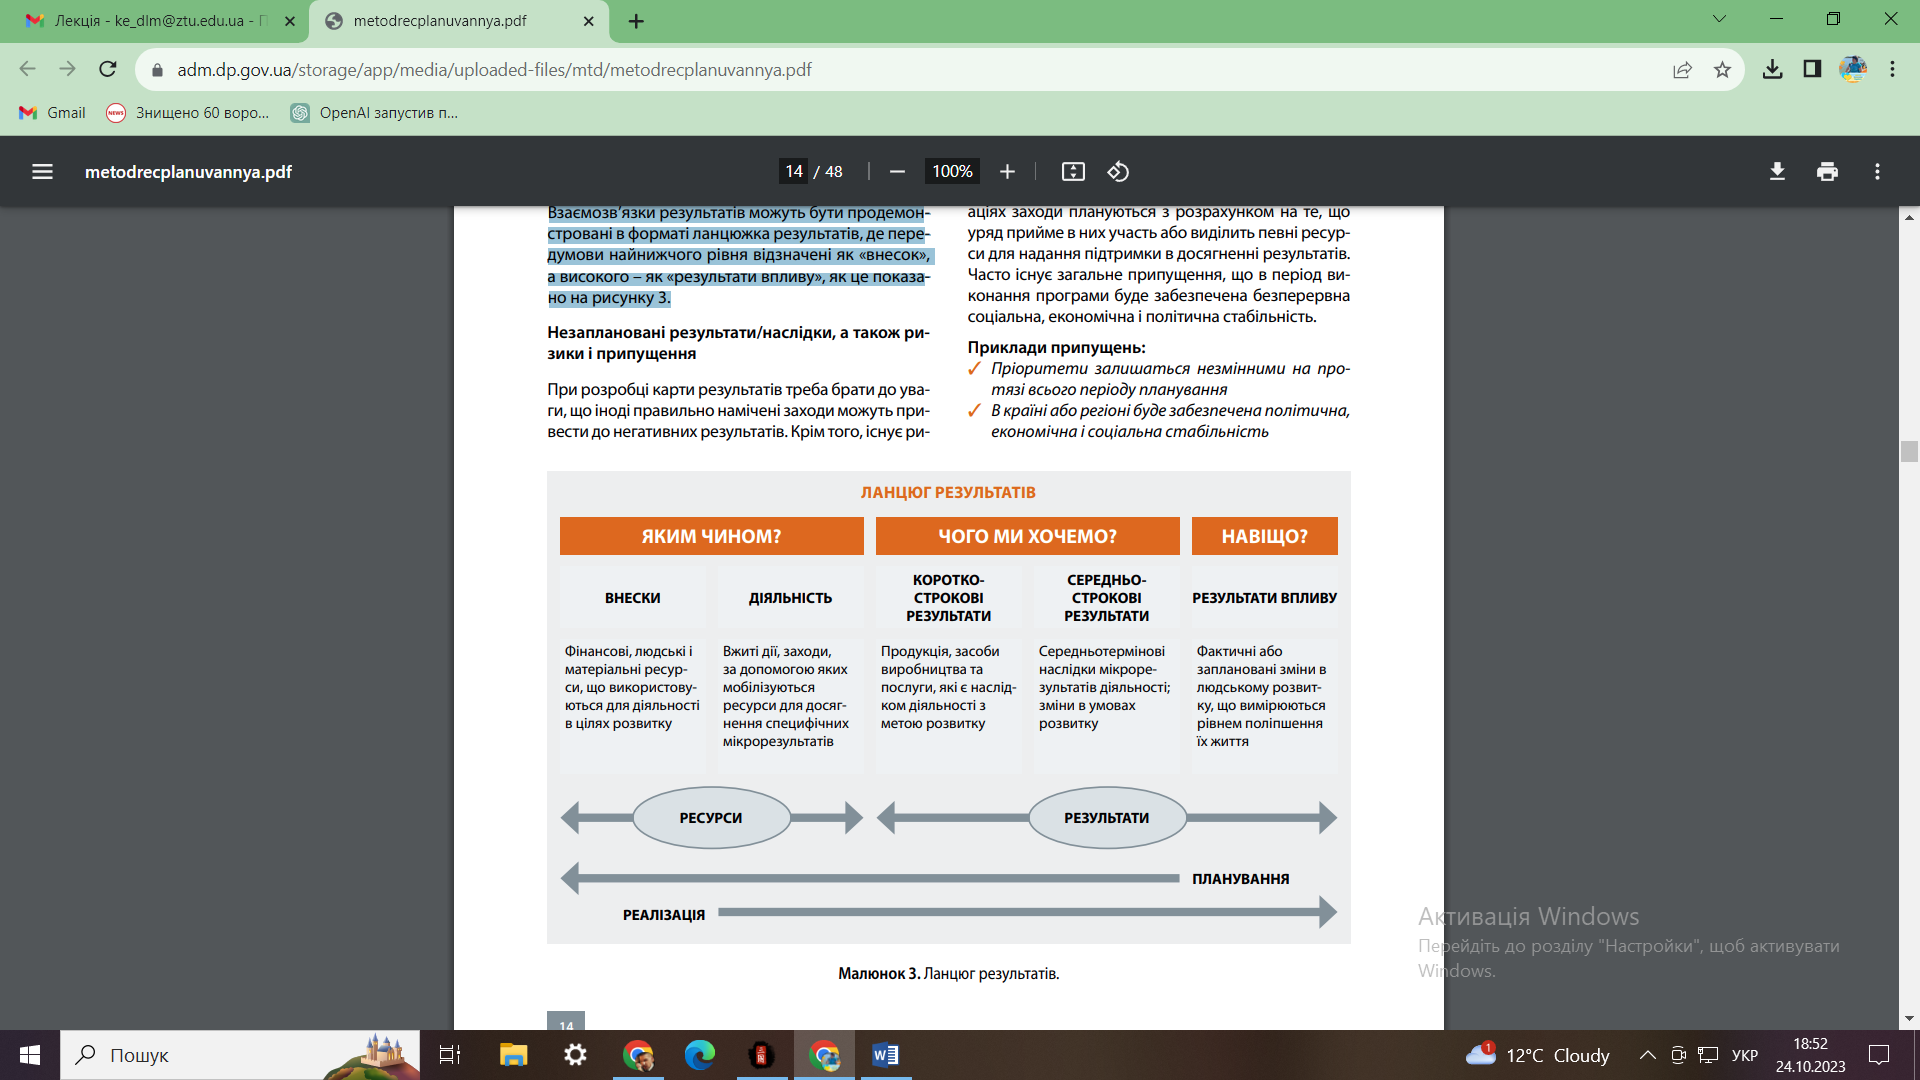 Лекція - ke_dlm@ztu.edu.ua - П
metodrecplanuvannya.pdf
adm.dp.gov.ua/storage/app/media/uploaded-files/mtd/metodrecplanuvannya.pdf
Gmail
NEWS
Знищено 60 воро...
OpenAI запустив п...
metodrecplanuvannya.pdf
14 / 48
100%
Взаємозв'язки результатів можуть бути продемон-
стровані в форматі ланцюжка результатів, де пере-
думови найнижчого рівня відзначені як «внесок»,
а високого – як «результати впливу», як це показа-
но на рисунку 3.
Незаплановані результати/наслідки, а також ри-
зики і припущення
При розробці карти результатів треба брати до ува-
ги, що іноді правильно намічені заходи можуть при-
вести до негативних результатів. Крім того, існує ри-
аціях заходи плануються з розрахунком на те, що
уряд прийме в них участь або виділить певні ресур-
си для надання підтримки в досягненні результатів.
Часто існує загальне припущення, що в період ви-
конання програми буде забезпечена безперервна
соціальна, економічна і політична стабільність.
Приклади припущень:
✓ Пріоритети залишаться незмінними на про-
тязі всього періоду планування
✓ В країні або регіоні буде забезпечена політична,
економічна і соціальна стабільність
ЛАНЦЮГ РЕЗУЛЬТАТІВ
ЯКИМ ЧИНОМ?
ЧОГО МИ ХОЧЕМО?
НАВІЩО?
ВНЕСКИ
ДІЯЛЬНІСТЬ
КОРОТКО-
СТРОКОВІ
РЕЗУЛЬТАТИ
СЕРЕДНЬО-
СТРОКОВІ
РЕЗУЛЬТАТИ
РЕЗУЛЬТАТИ ВПЛИВУ
Фінансові, людські і
матеріальні ресур-
си, що використову-
ються для діяльності
в цілях розвитку
Вжиті дії, заходи,
за допомогою яких
мобілізуються
ресурси для досяг-
нення специфічних
мікрорезультатів
Продукція, засоби
виробництва та
послуги, які є наслід-
ком діяльності з
метою розвитку
Середньотермінові
наслідки мікроре-
зультатів діяльності;
зміни в умовах
розвитку
Фактичні або
заплановані зміни в
людському розвит-
ку, що вимірюються
рівнем поліпшення
їх життя
РЕСУРСИ
РЕЗУЛЬТАТИ
ПЛАНУВАННЯ
РЕАЛІЗАЦІЯ
Малюнок 3. Ланцюг результатів.
14
Активація Windows
Перейдіть до розділу "Настройки", щоб активувати
Windows.
Пошук
1
12°C Cloudy
УКР
18:52
24.10.2023